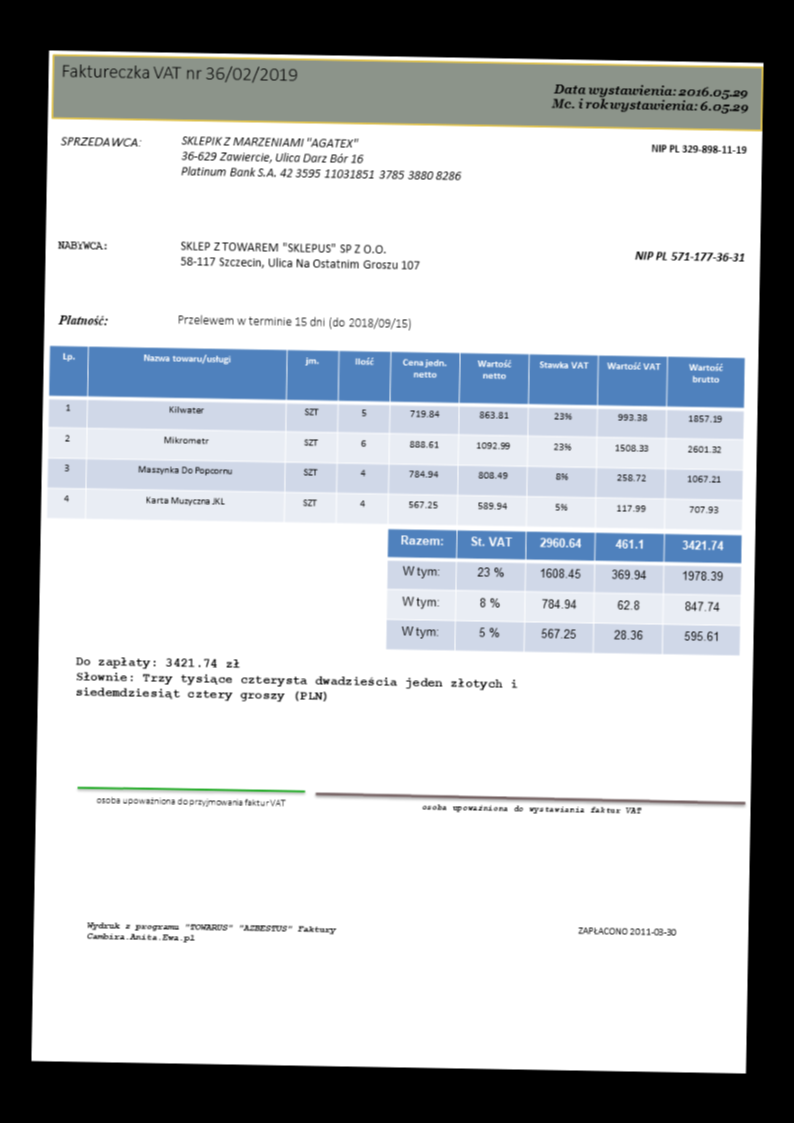 Faktureczka VAT nr 36/02/2019
Data wystawienia: 2016.05.29
Mc. i rok wystawienia: 6.05.29
SPRZEDAWCA: SKLEPIK Z MARZENIAMI "AGATEX" NIP PL 329-898-11-19
36-629 Zawiercie, Ulica Darz Bór 16
Platinum Bank S.A. 42 3595 11031851 3785 3880 8286
NABYWCA: SKLEP Z TOWAREM "SKLEPUS" SP Z O.O. NIP PL 571-177-36-31
58-117 Szczecin, Ulica Na Ostatnim Groszu 107
Płatność: Przelewem w terminie 15 dni (do 2018/09/15)
Lp. Nazwa towaru/usługi jm. Ilość Cena jedn. netto Wartość netto Stawka VAT Wartość VAT Wartość brutto
1 Kilwater SZT 5 719.84 863.81 23% 993.38 1857.19
2 Mikrometr SZT 6 888.61 1092.99 23% 1508.33 2601.32
3 Maszynka Do Popcornu SZT 4 784.94 808.49 8% 258.72 1067.21
4 Karta Muzyczna JKL SZT 4 567.25 589.94 5% 117.99 707.93
Razem: St. VAT 2960.64 461.1 3421.74
W tym: 23 % 1608.45 369.94 1978.39
W tym: 8 % 784.94 62.8 847.74
W tym: 5 % 567.25 28.36 595.61
Do zapłaty: 3421.74 zł
Słownie: Trzy tysiące czterysta dwadzieścia jeden złotych i
siedemdziesiąt cztery groszy (PLN)
osoba upoważniona do przyjmowania faktur VAT
osoba upoważniona do wystawiania faktur VAT
Wydruk z programu "TOWARUS" "AZBESTUS" Faktury
Cambira.Anita.Ewa.pl
ZAPŁACONO 2011-03-30